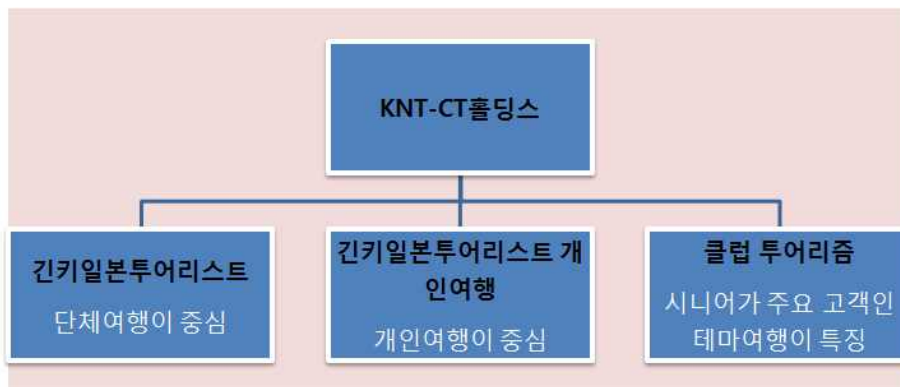 KNT-CT홀딩스
긴키일본투어리스트
단체여행이 중심
긴키일본투어리스트 개
인여행
개인여행이 중심
클럽 투어리즘
시니어가 주요 고객인
테마여행이 특징